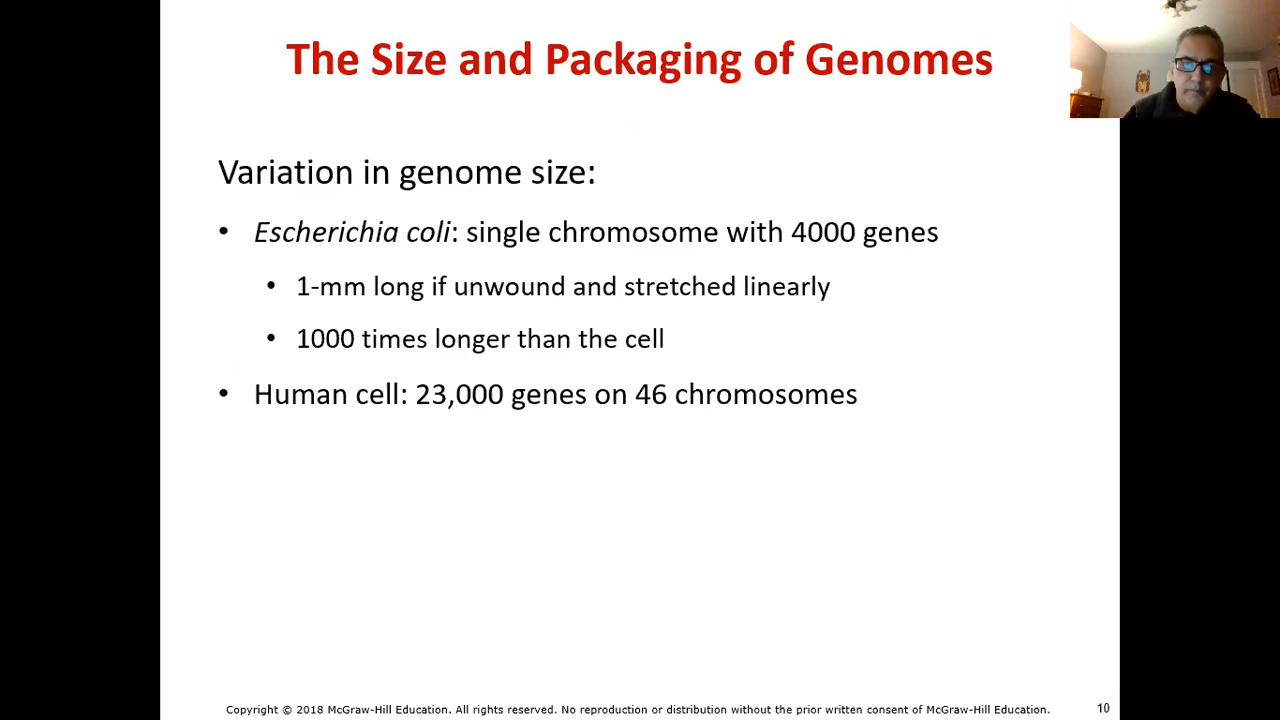 The Size and Packaging of Genomes
Variation in genome size:
• Escherichia coli: single chromosome with 4000 genes
• 1-mm long if unwound and stretched linearly
• 1000 times longer than the cell
• Human cell: 23,000 genes on 46 chromosomes
Copyright © 2018 McGraw-Hill Education. All rights reserved. No reproduction or distribution without the prior written consent of McGraw-Hill Education.
10